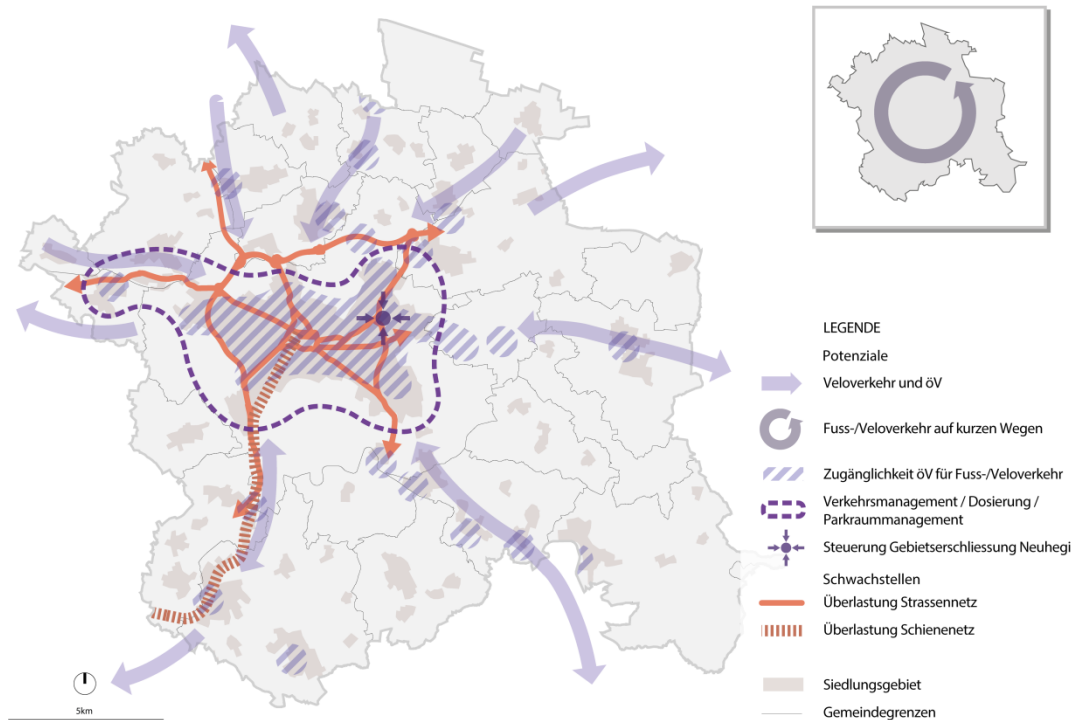 LEGENDE
Potenziale
Veloverkehr und öV
Fuss-/Veloverkehr auf kurzen Wegen
Zugänglichkeit öV für Fuss-/Veloverkehr
Verkehrsmanagement / Dosierung /
Parkraummanagement
Steuerung Gebietserschliessung Neuhegi
Schwachstellen
Überlastung Strassennetz
Überlastung Schienenetz
Siedlungsgebiet
Gemeindegrenzen
5km